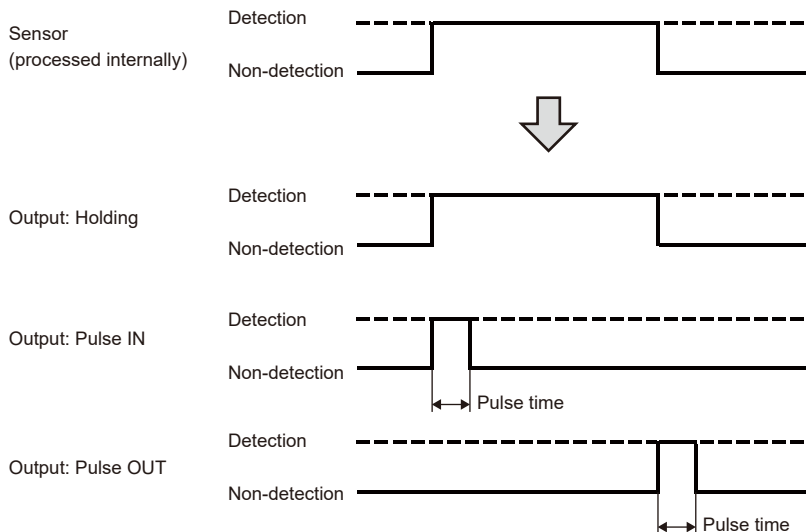 Sensor
(processed internally)
Detection
Non-detection
Output: Holding
Detection
Non-detection
Output: Pulse IN
Detection
Non-detection
Pulse time
Output: Pulse OUT
Detection
Non-detection
Pulse time